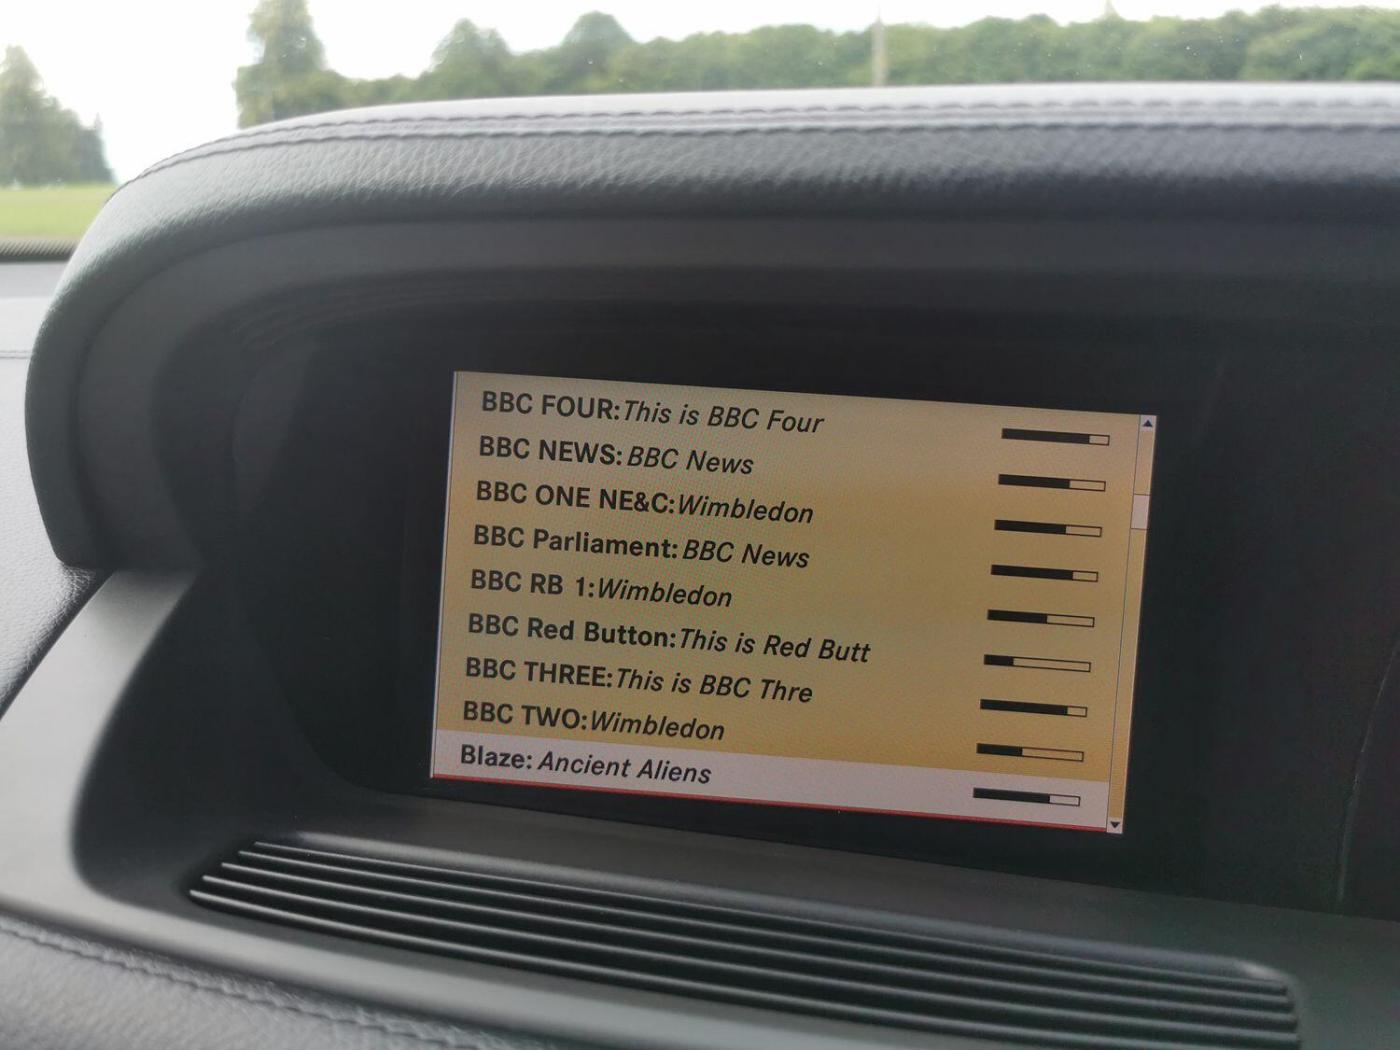 BBC FOUR: This is BBC Four
BBC NEWS: BBC News
BBC ONE NE&C: Wimbledon
BBC Parliament: BBC News
BBC RB 1: Wimbledon
BBC Red Button: This is Red Butt
BBC THREE: This is BBC Thre
BBC TWO: Wimbledon
Blaze: Ancient Aliens